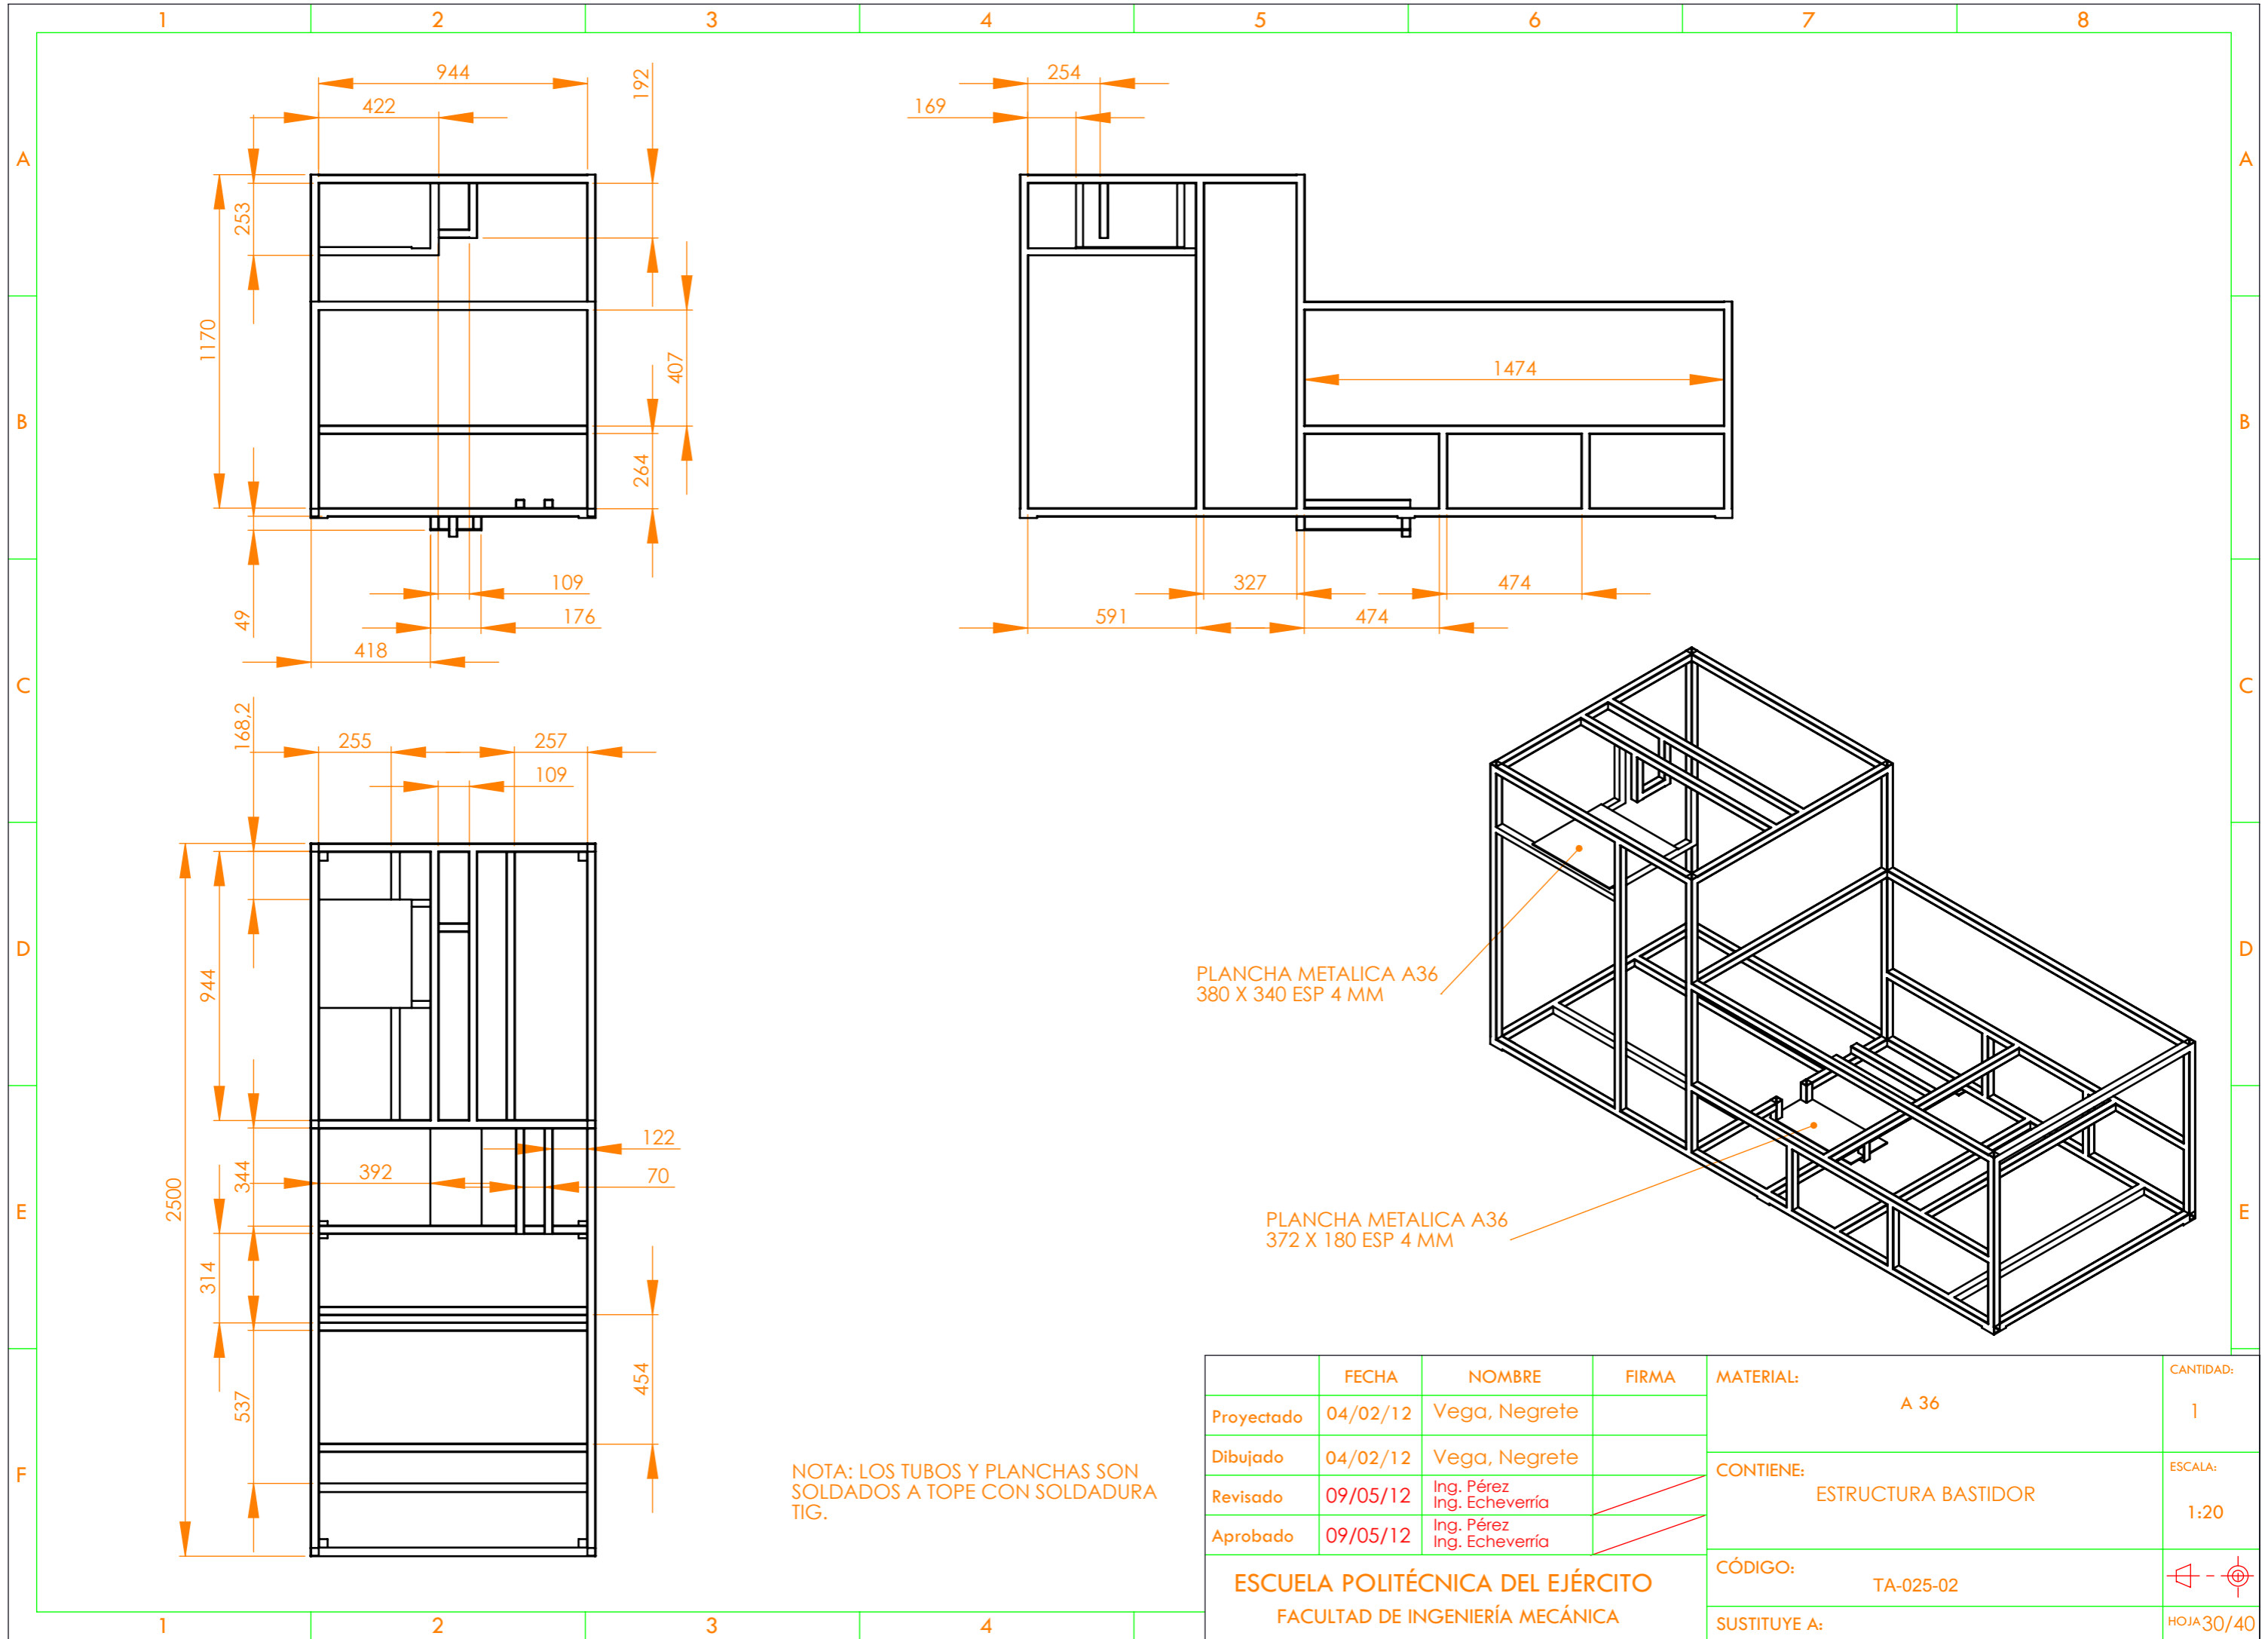 1 2 3 4 5 6 7 8
A A
B B
C C
D D
E E
F
1 2 3 4
944
422
192
253
1170
407
264
49
109
176
418
254
169
1474
327
474
591
474
168,2
255
257
109
944
2500
344
392
122
70
314
537
454
PLANCHA METALICA A36
380 X 340 ESP 4 MM
PLANCHA METALICA A36
372 X 180 ESP 4 MM
NOTA: LOS TUBOS Y PLANCHAS SON
SOLDADOS A TOPE CON SOLDADURA
TIG.
FECHA NOMBRE FIRMA
Proyectado 04/02/12 Vega, Negrete
Dibujado 04/02/12 Vega, Negrete
Revisado 09/05/12 Ing. Pérez
Ing. Echeverría
Aprobado 09/05/12 Ing. Pérez
Ing. Echeverría
ESCUELA POLITÉCNICA DEL EJÉRCITO
FACULTAD DE INGENIERÍA MECÁNICA
MATERIAL:
A 36
CANTIDAD:
1
CONTIENE:
ESTRUCTURA BASTIDOR
ESCALA:
1:20
CÓDIGO:
TA-025-02
SUSTITUYE A:
HOJA 30/40